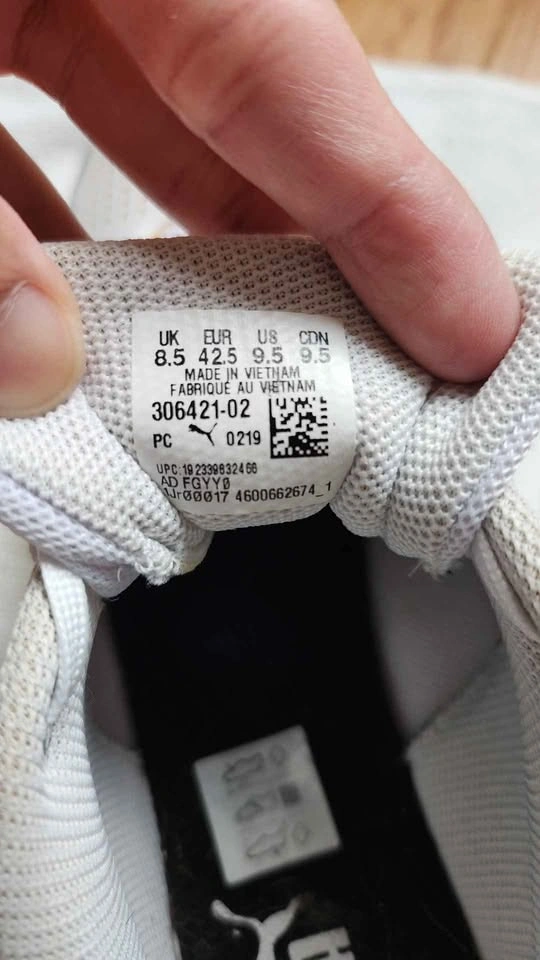 UK EUR US CDN
8.5 42.5 9.5 9.5
MADE IN VIETNAM
FABRIQUÉ AU VIETNAM
306421-02
PC 0219
UPC:192339832466
AD FGYYØ
4600662674_1